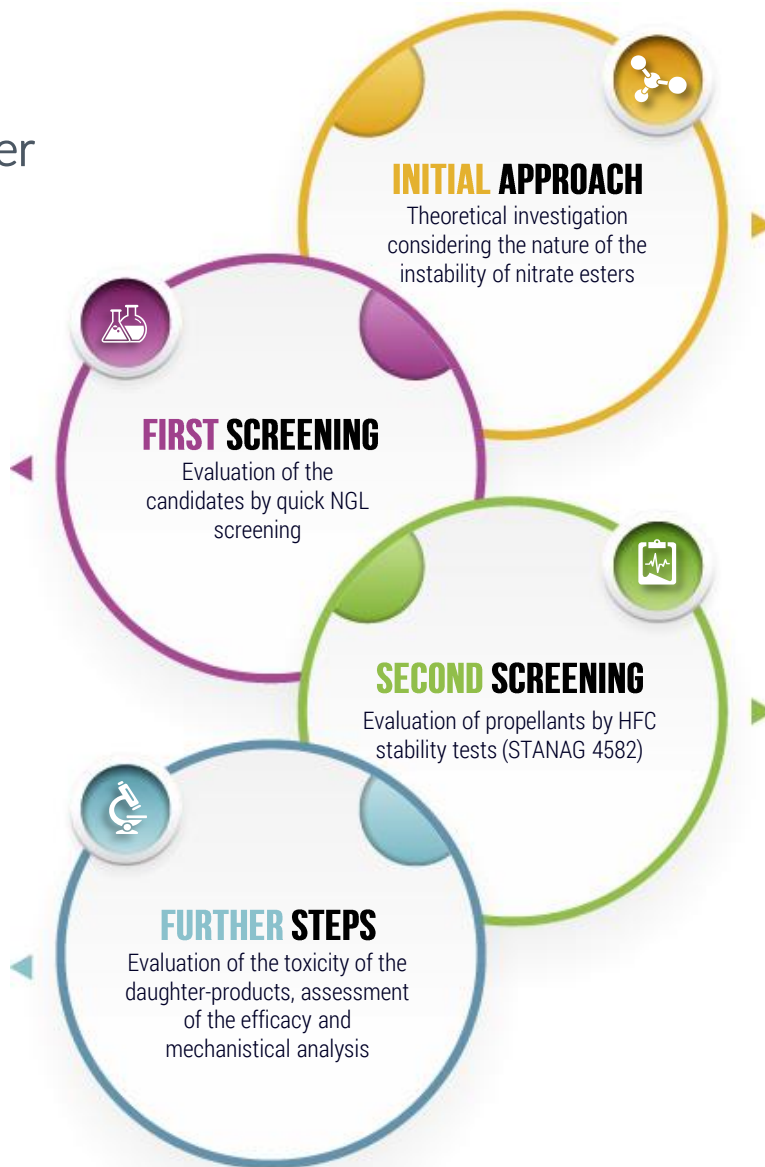 er
INITIAL APPROACH
Theoretical investigation
considering the nature of the
instability of nitrate esters
FIRST SCREENING
Evaluation of the
candidates by quick NGL
screening
SECOND SCREENING
Evaluation of propellants by HFC
stability tests (STANAG 4582)
FURTHER STEPS
Evaluation of the toxicity of the
daughter-products, assessment
of the efficacy and
mechanistical analysis